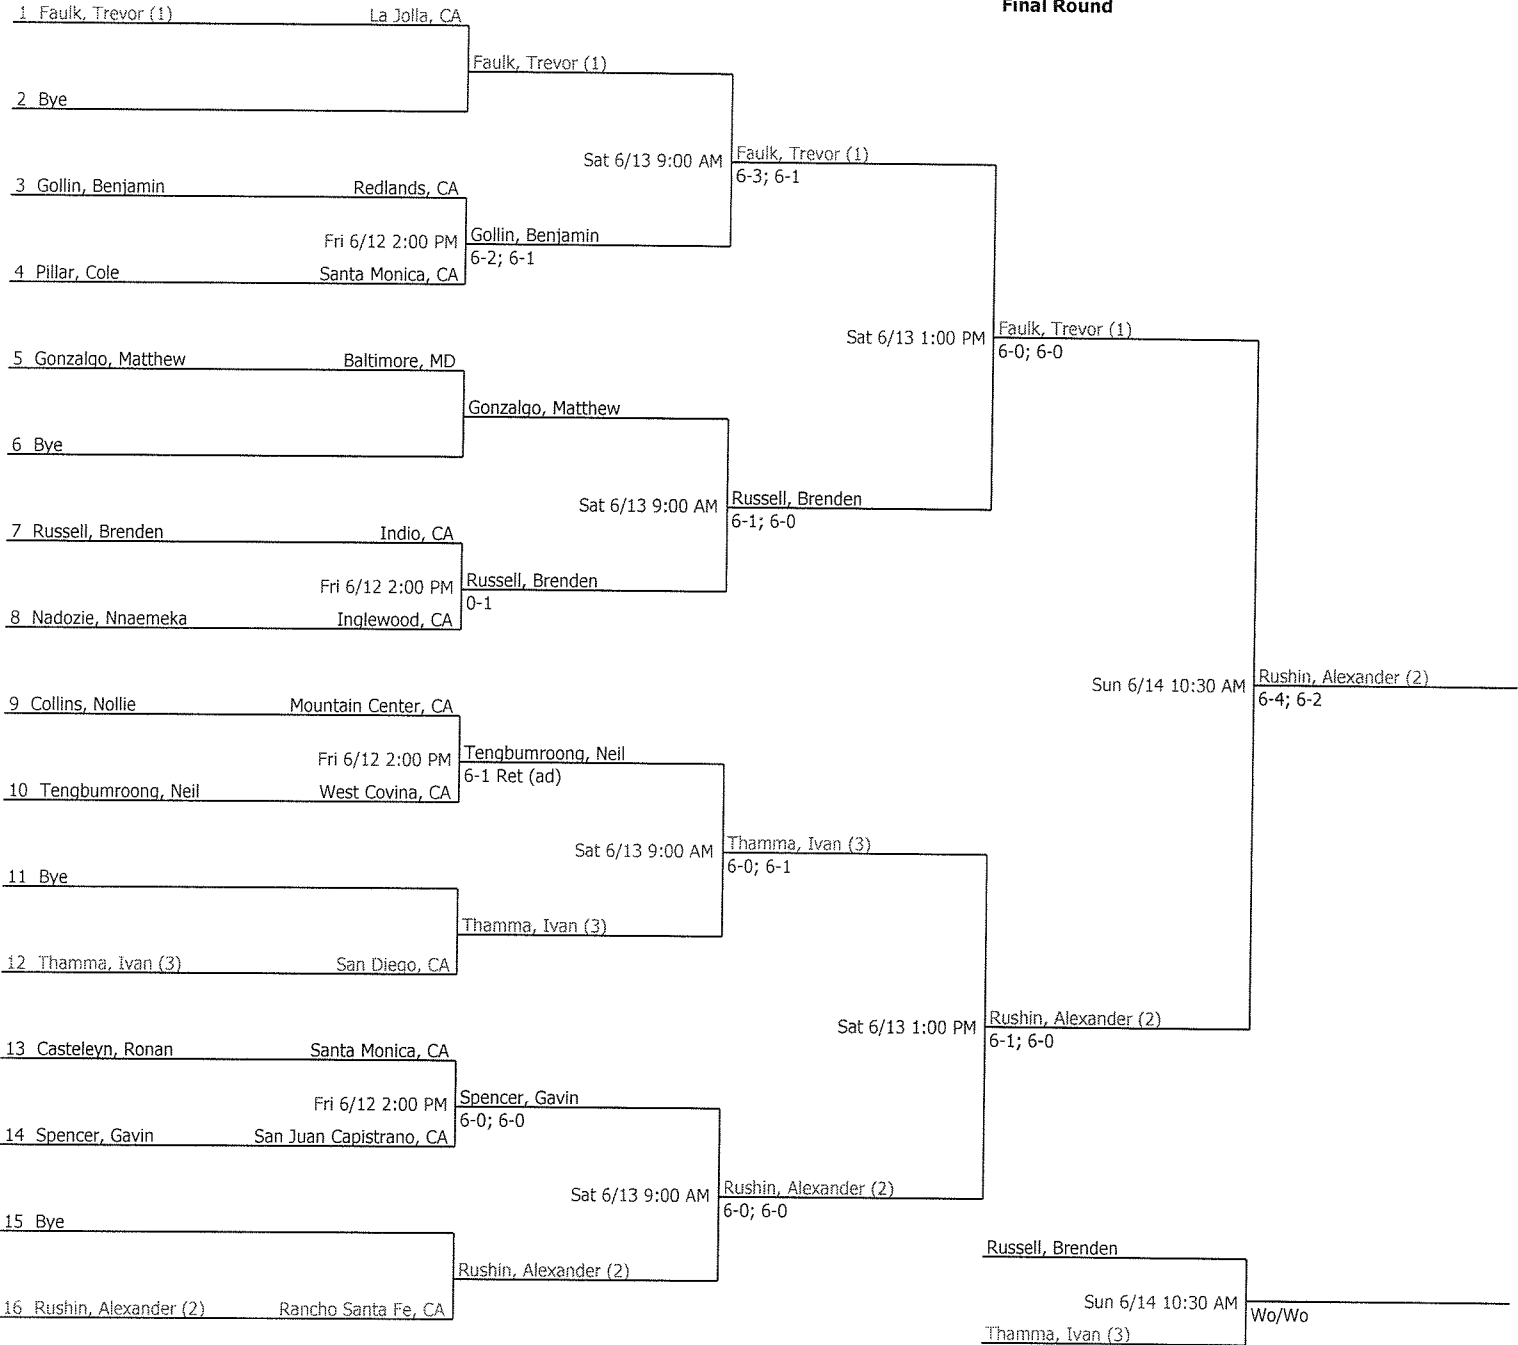 Final Round
1 Faulk, Trevor (1) La Jolla, CA
Faulk, Trevor (1)
2 Bye
Sat 6/13 9:00 AM Faulk, Trevor (1)
6-3; 6-1
3 Gollin, Benjamin Redlands, CA
Fri 6/12 2:00 PM Gollin, Benjamin
6-2; 6-1
4 Pillar, Cole Santa Monica, CA
Sat 6/13 1:00 PM Faulk, Trevor (1)
6-0; 6-0
5 Gonzalgo, Matthew Baltimore, MD
Gonzalgo, Matthew
6 Bye
Sat 6/13 9:00 AM Russell, Brenden
6-1; 6-0
7 Russell, Brenden Indio, CA
Fri 6/12 2:00 PM Russell, Brenden
0-1
8 Nadozie, Nnaemeka Inglewood, CA
Sun 6/14 10:30 AM Rushin, Alexander (2)
6-4; 6-2
9 Collins, Nollie Mountain Center, CA
Fri 6/12 2:00 PM Tengbumroong, Neil
6-1 Ret (ad)
10 Tengbumroong, Neil West Covina, CA
Sat 6/13 9:00 AM Thamma, Ivan (3)
6-0; 6-1
11 Bye
Thamma, Ivan (3)
12 Thamma, Ivan (3) San Diego, CA
Sat 6/13 1:00 PM Rushin, Alexander (2)
6-1; 6-0
13 Casteleyn, Ronan Santa Monica, CA
Fri 6/12 2:00 PM Spencer, Gavin
6-0; 6-0
14 Spencer, Gavin San Juan Capistrano, CA
Sat 6/13 9:00 AM Rushin, Alexander (2)
6-0; 6-0
15 Bye
Rushin, Alexander (2)
16 Rushin, Alexander (2) Rancho Santa Fe, CA
Russell, Brenden
Sun 6/14 10:30 AM Wo/Wo
Thamma, Ivan (3)